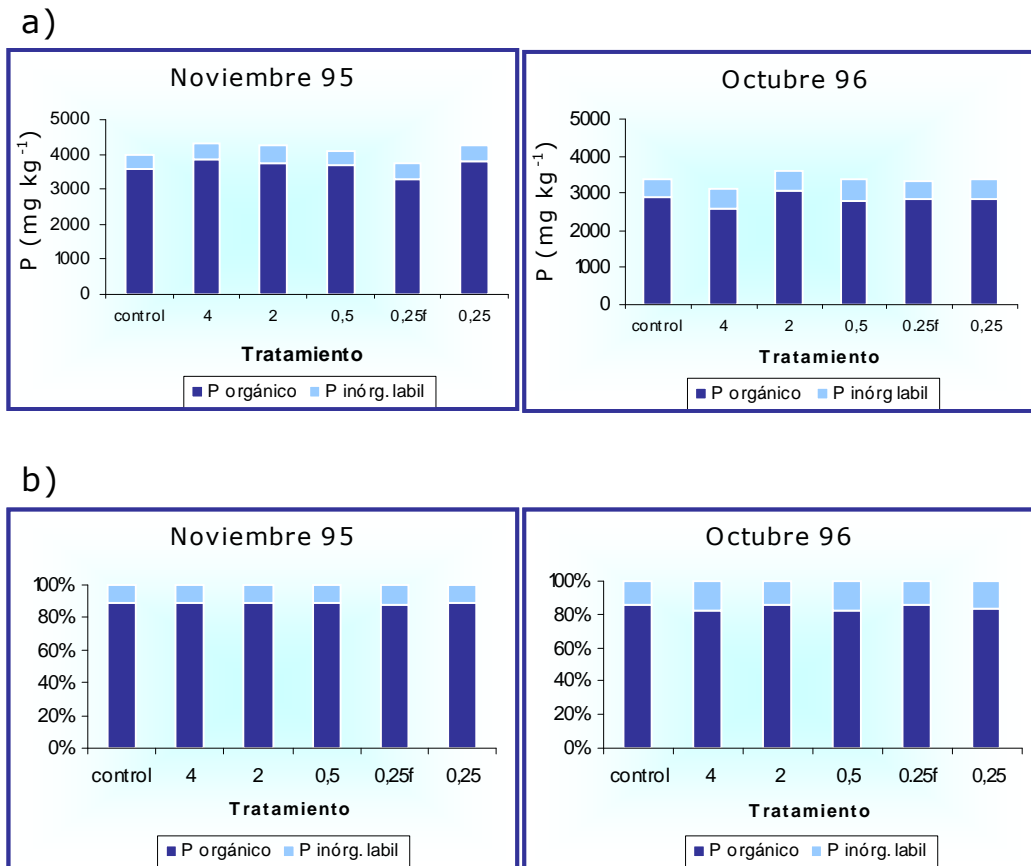 a)
Noviembre 95
P (mg kg-1)
5000
4000
3000
2000
1000
0
control 4 2 0,5 0,25f 0,25
Tratamiento
P orgánico P inórg. labil
Octubre 96
P (mg kg-1)
5000
4000
3000
2000
1000
0
control 4 2 0,5 0.25f 0,25
Tratamiento
P orgánico P inórg labil
b)
Noviembre 95
100%
80%
60%
40%
20%
0%
control 4 2 0,5 0,25f 0,25
Tratamiento
P orgánico P inórg. labil
Octubre 96
100%
80%
60%
40%
20%
0%
control 4 2 0,5 0.25f 0,25
Tratamiento
P orgánico P inórg. labil